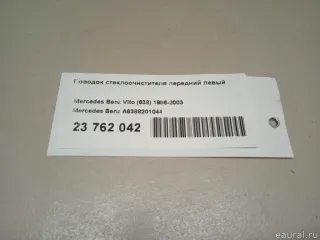 Поводок стеклоочистителя передний левый
Mercedes Benz Vito (638) 1996-2003
Mercedes Benz A6388201044
23 762 042
© eaural.ru